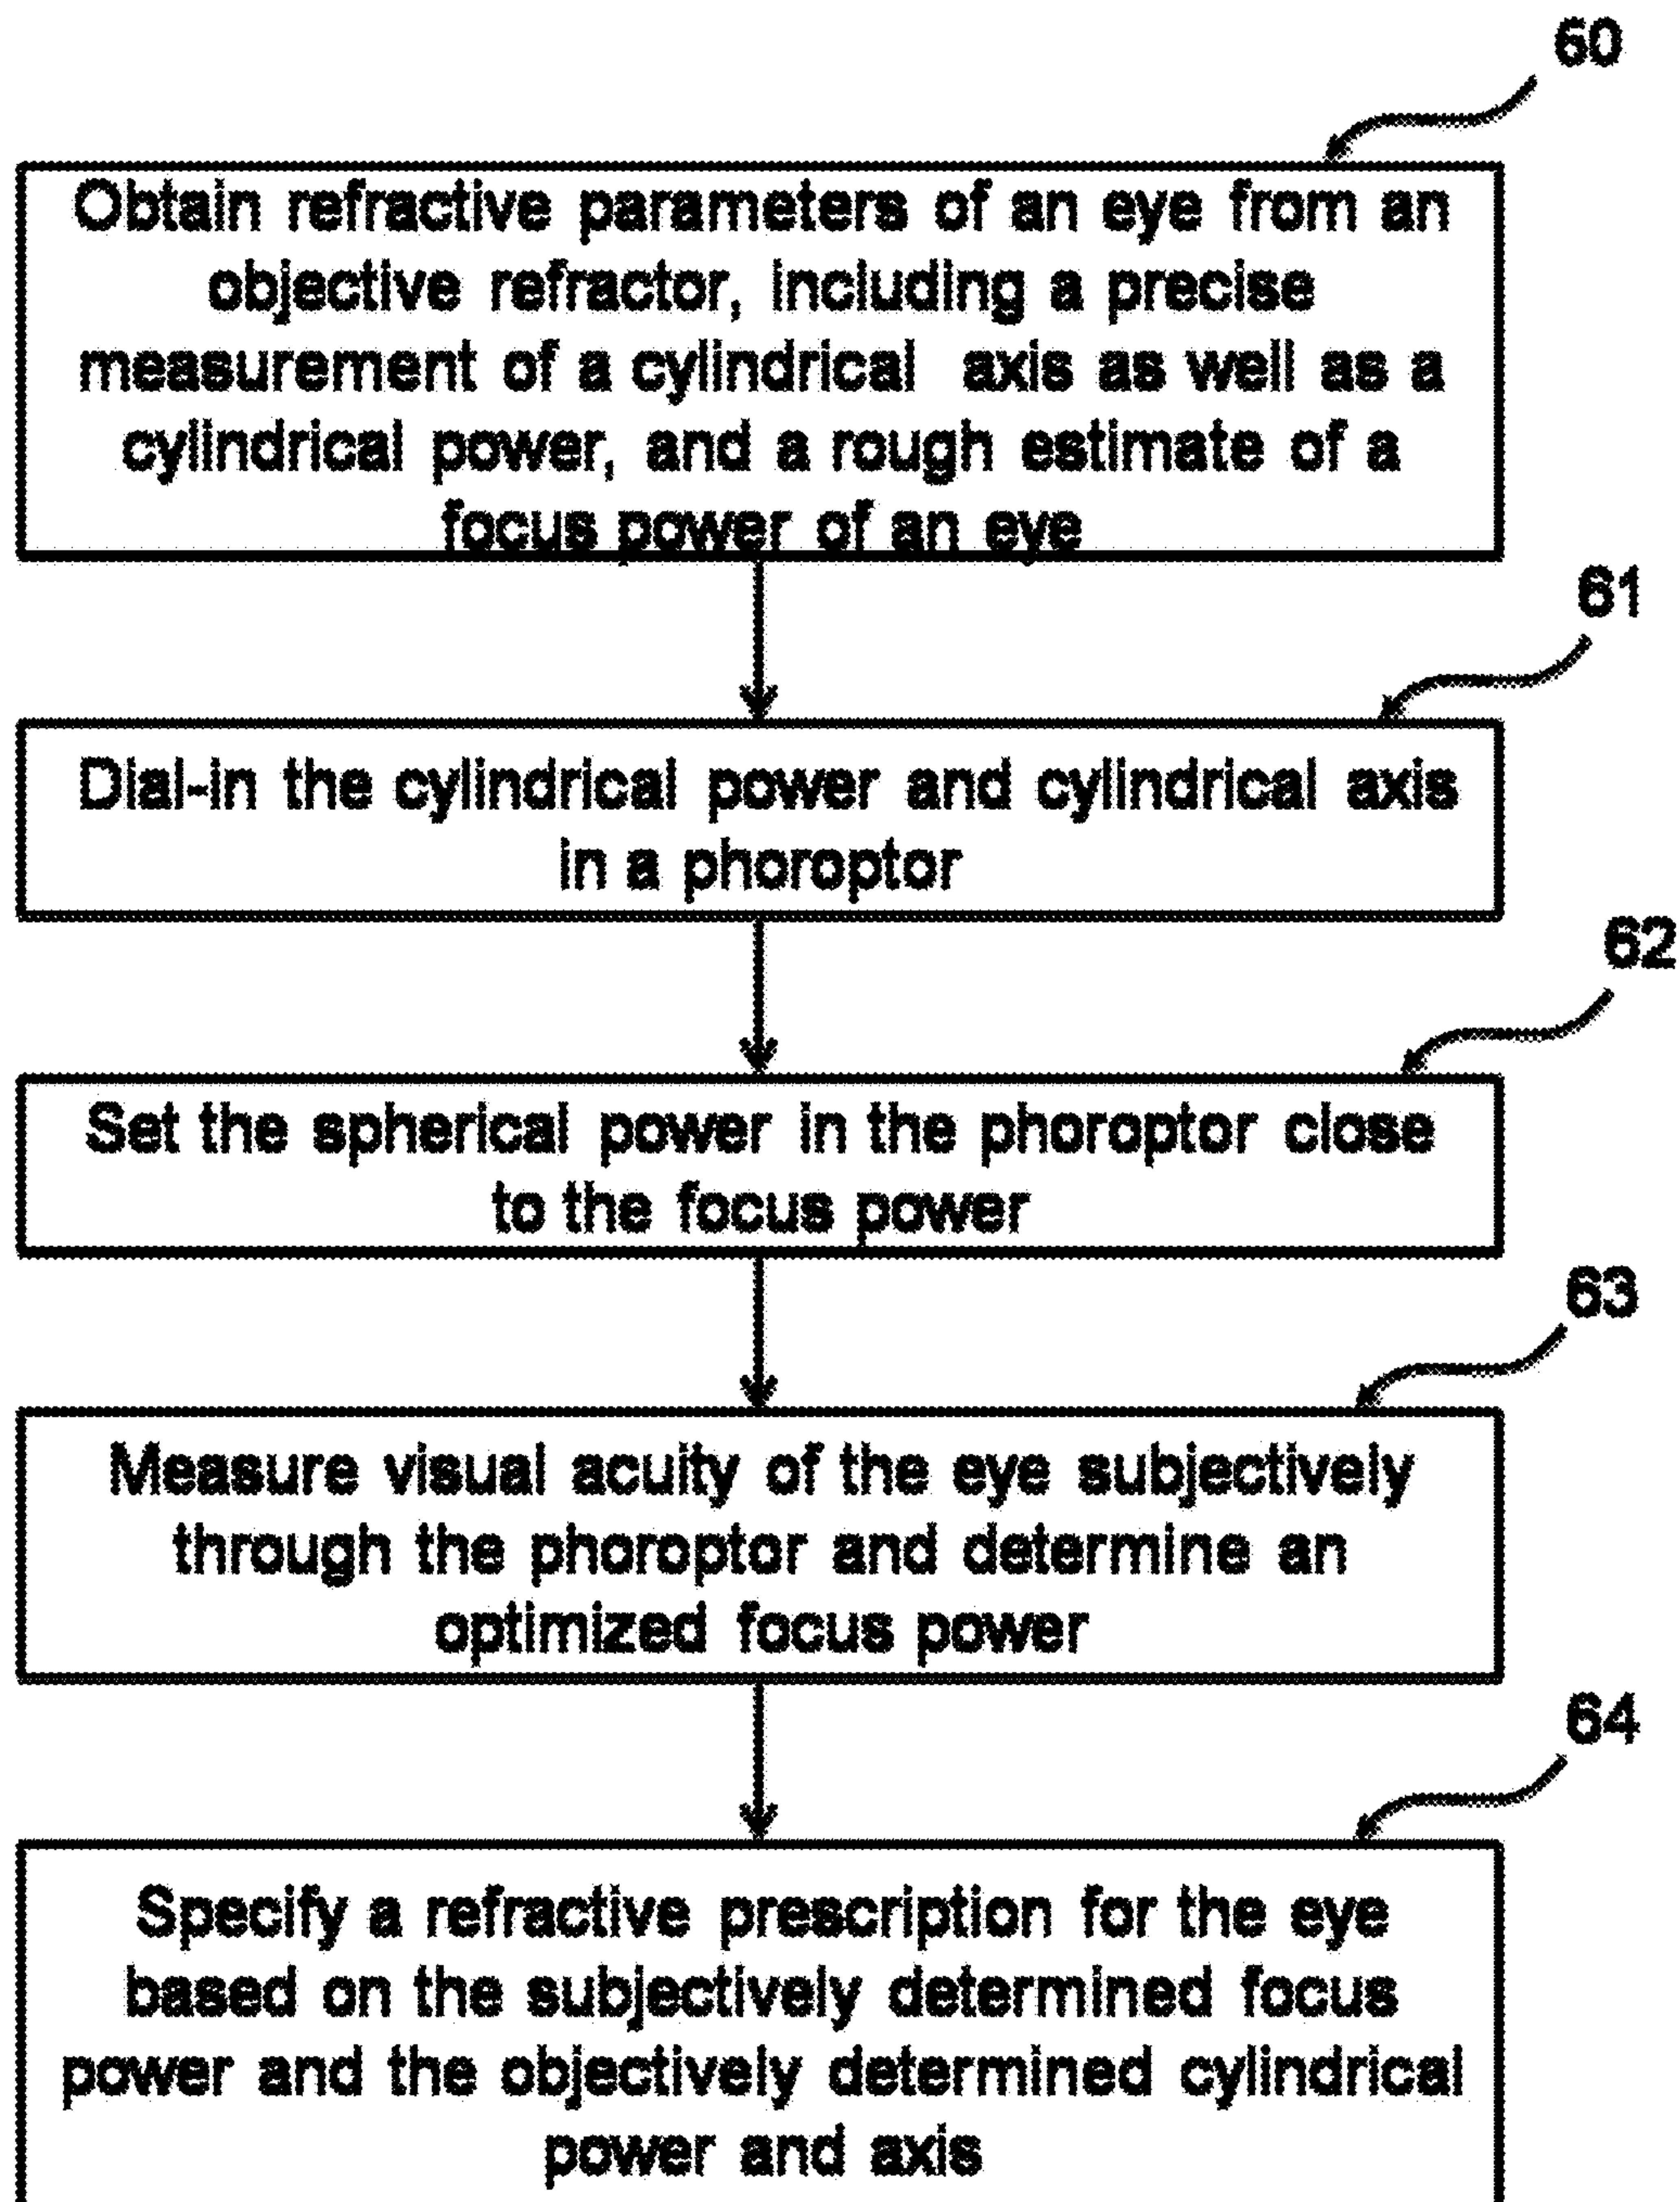 60
Obtain refractive parameters of an eye from an
objective refractor, including a precise
measurement of a cylindrical axis as well as a
cylindrical power, and a rough estimate of a
focus power of an eye
61
Dial-in the cylindrical power and cylindrical axis
in a phoroptor
62
Set the spherical power in the phoroptor close
to the focus power
63
Measure visual acuity of the eye subjectively
through the phoroptor and determine an
optimized focus power
64
Specify a refractive prescription for the eye
based on the subjectively determined focus
power and the objectively determined cylindrical
power and axis